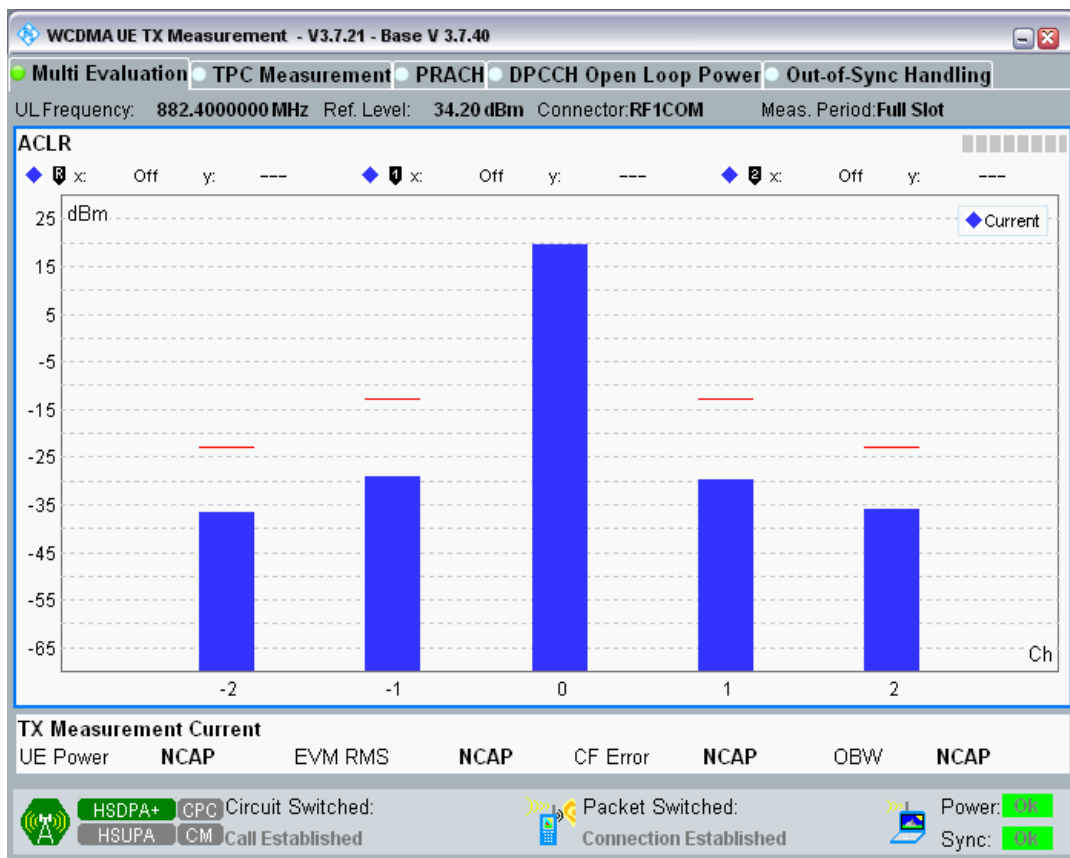 WCDMA UE TX Measurement - V3.7.21 - Base V 3.7.40
Multi Evaluation TPC Measurement PRACH DPCCH Open Loop Power Out-of-Sync Handling
UL Frequency: 882.4000000 MHz Ref. Level: 34.20 dBm Connector:RF1COM Meas. Period:Full Slot
ACLR
R x: Off y: --- 1 x: Off y: --- 2 x: Off y: ---
dBm
Current
25
15
5
-5
-15
-25
-35
-45
-55
-65
Ch
-2 -1 0 1 2
TX Measurement Current
UE Power NCAP EVM RMS NCAP CF Error NCAP OBW NCAP
HSDPA+ CPC Circuit Switched: Packet Switched: Power: Ok
HSUPA CM Call Established Connection Established Sync: Ok